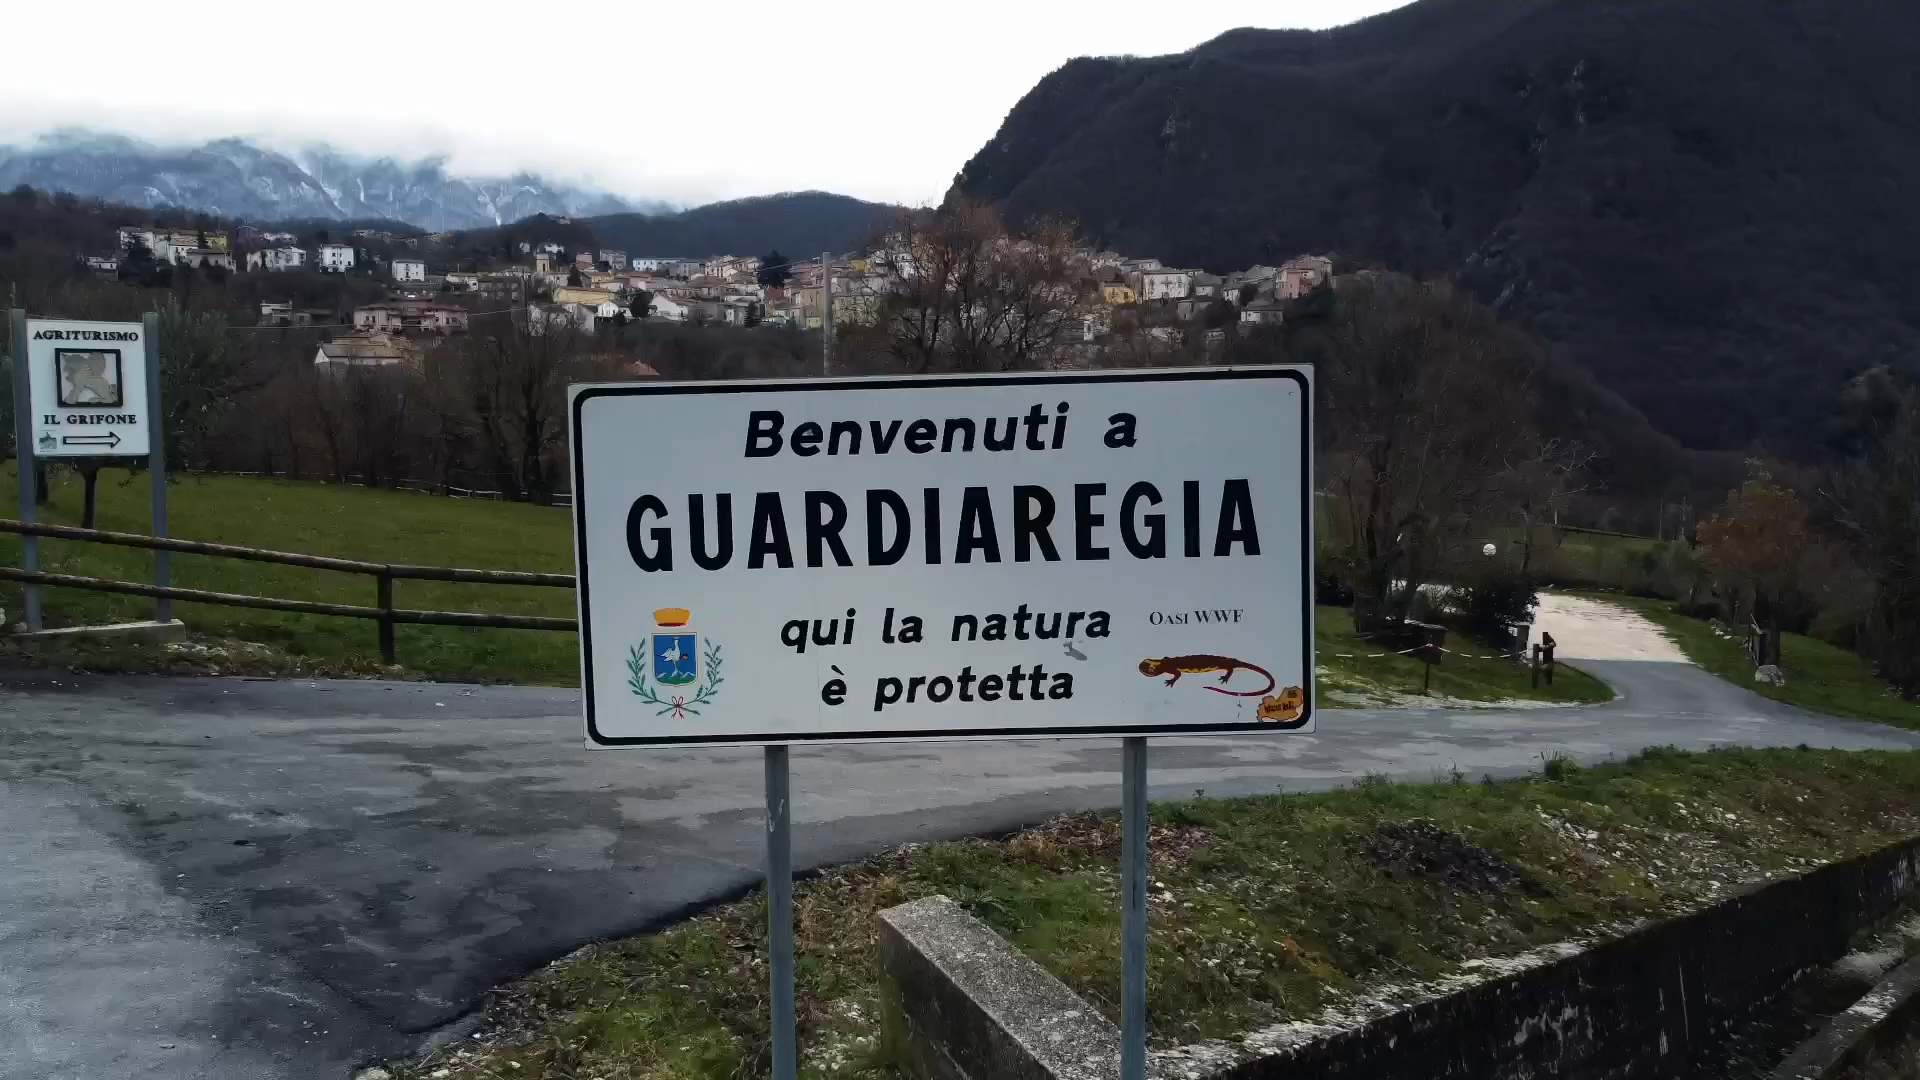 AGRITURISMO
IL GRIFONE
Benvenuti a
GUARDIAREGIA
qui la natura
è protetta
OASI WWF